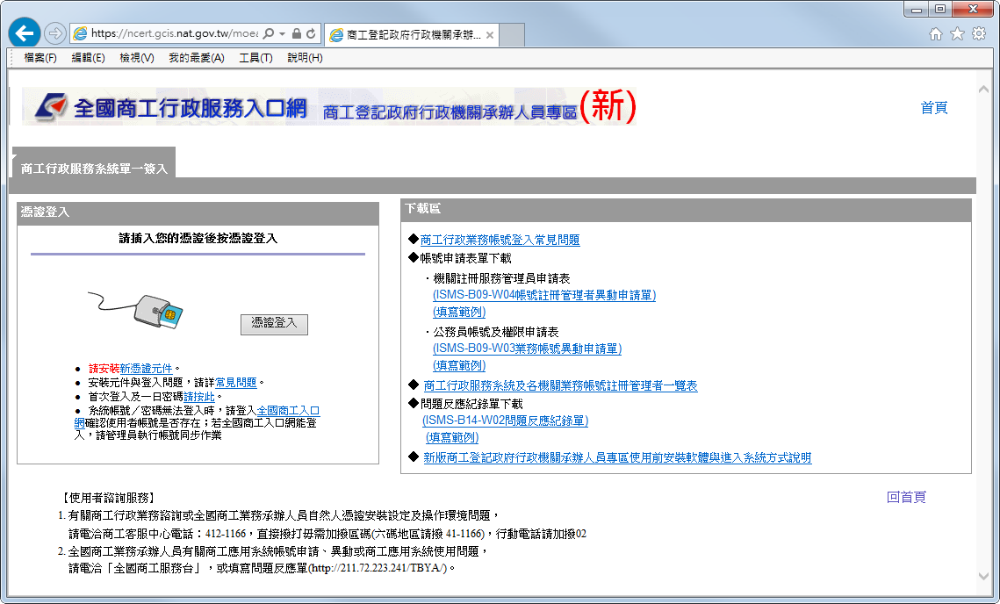 https://ncert.gcis.nat.gov.tw/moea
商工登記政府行政機關承辦...
檔案(F) 編輯(E) 檢視(V) 我的最愛(A) 工具(T) 說明(H)
全國商工行政服務入口網 商工登記政府行政機關承辦人員專區(新)
首頁
商工行政服務系統單一簽入
憑證登入
請插入您的憑證後按憑證登入
憑證登入
● 請安裝新憑證元件。
● 安裝元件與登入問題，請詳常見問題。
● 首次登入及一日密碼請按此。
● 系統帳號／密碼無法登入時，請登入全國商工入口
網確認使用者帳號是否存在；若全國商工入口網能登
入，請管理員執行帳號同步作業
下載區
◆商工行政業務帳號登入常見問題
◆帳號申請表單下載
．機關註冊服務管理員申請表
(ISMS-B09-W04帳號註冊管理者異動申請單)
(填寫範例)
．公務員帳號及權限申請表
(ISMS-B09-W03業務帳號異動申請單)
(填寫範例)
◆ 商工行政服務系統及各機關業務帳號註冊管理者一覽表
◆問題反應紀錄單下載
(ISMS-B14-W02問題反應紀錄單)
(填寫範例)
◆ 新版商工登記政府行政機關承辦人員專區使用前安裝軟體與進入系統方式說明
【使用者諮詢服務】
回首頁
1. 有關商工行政業務諮詢或全國商工業務承辦人員自然人憑證安裝設定及操作環境問題，
請電洽商工客服中心電話：412-1166，直接撥打毋需加撥區碼(六碼地區請撥 41-1166)，行動電話請加撥02
2. 全國商工業務承辦人員有關商工應用系統帳號申請、異動或商工應用系統使用問題，
請電洽「全國商工服務台」，或填寫問題反應單(http://211.72.223.241/TBYA/)。